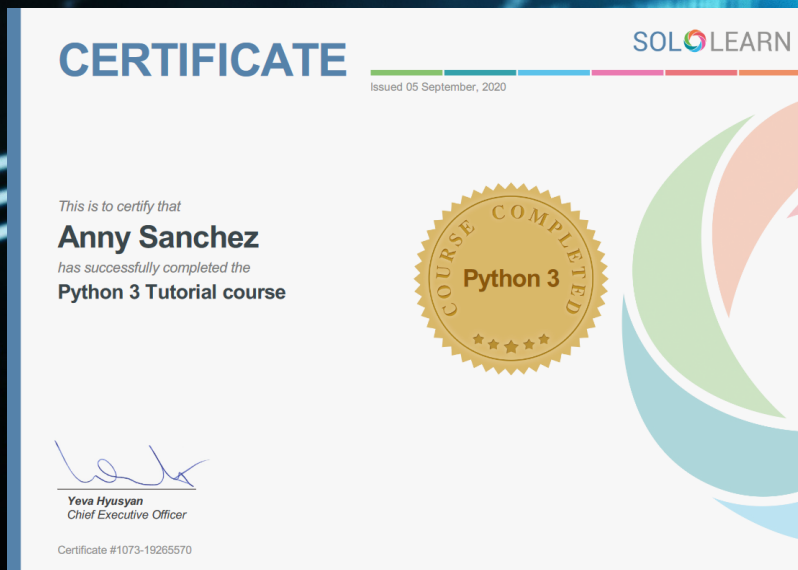 CERTIFICATE
SOLOLEARN
Issued 05 September, 2020
This is to certify that
Anny Sanchez
has successfully completed the
Python 3 Tutorial course
COURSE COMPLETED
Python 3
Yeva Hyusyan
Chief Executive Officer
Certificate #1073-19265570